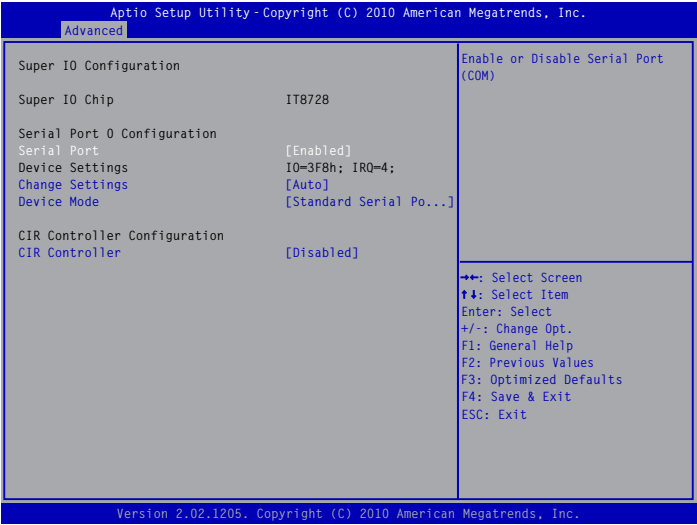 Aptio Setup Utility - Copyright (C) 2010 American Megatrends, Inc.
Advanced
Super IO Configuration
Super IO Chip IT8728
Serial Port 0 Configuration
Serial Port [Enabled]
Device Settings IO=3F8h; IRQ=4;
Change Settings [Auto]
Device Mode [Standard Serial Po...]
CIR Controller Configuration
CIR Controller [Disabled]
Enable or Disable Serial Port
(COM)
→←: Select Screen
↑↓: Select Item
Enter: Select
+/-: Change Opt.
F1: General Help
F2: Previous Values
F3: Optimized Defaults
F4: Save & Exit
ESC: Exit
Version 2.02.1205. Copyright (C) 2010 American Megatrends, Inc.